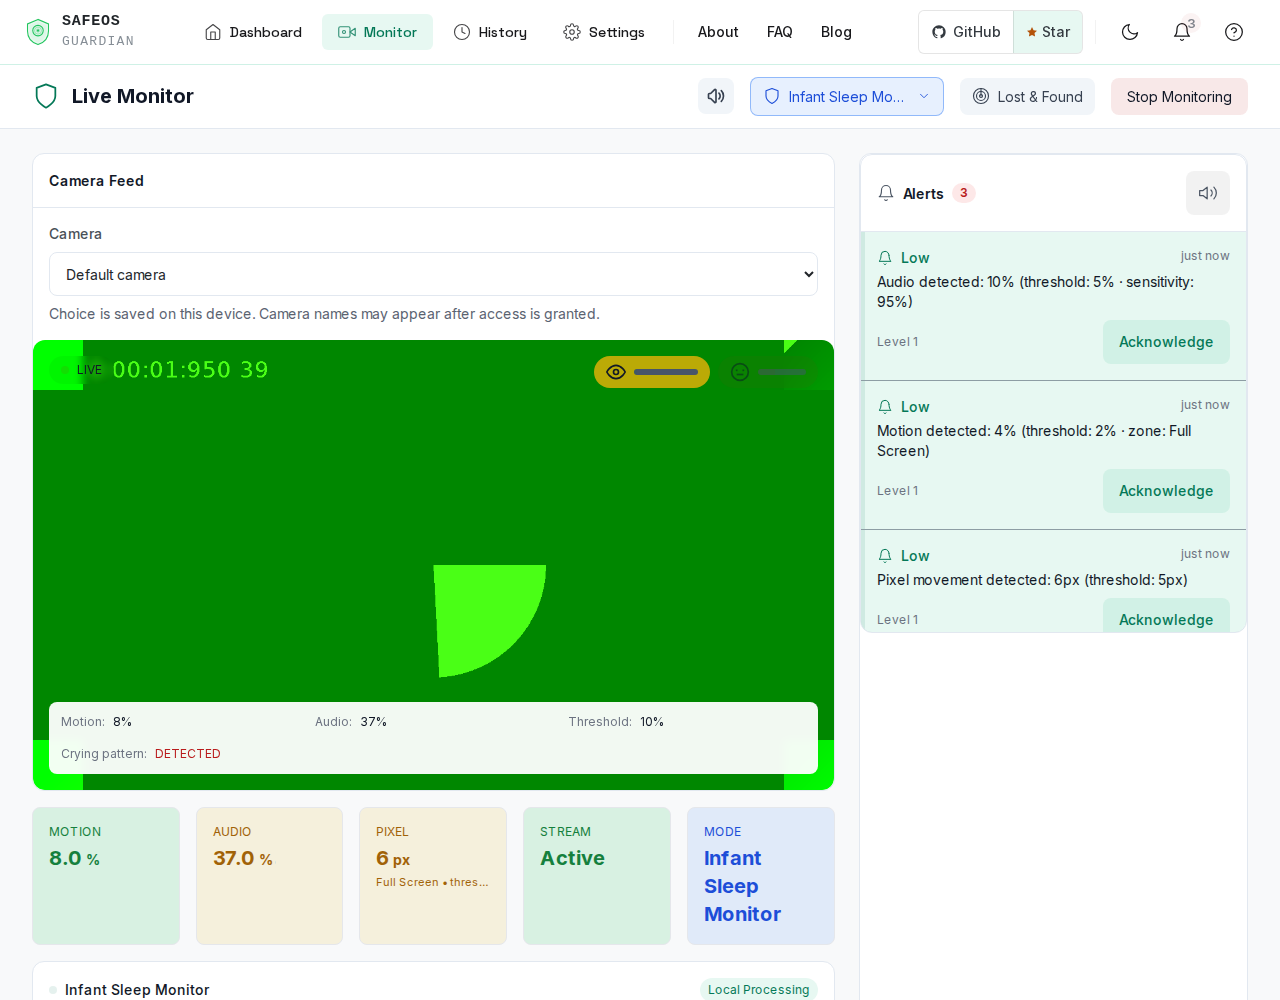 SAFEOS
GUARDIAN
Dashboard
Monitor
History
Settings
About
FAQ
Blog
GitHub
Star
3
Live Monitor
Infant Sleep Mo...
Lost & Found
Stop Monitoring
Camera Feed
Camera
Default camera
Choice is saved on this device. Camera names may appear after access is granted.
LIVE
00:01:950 39
Motion: 8%
Audio: 37%
Threshold: 10%
Crying pattern: DETECTED
MOTION
8.0 %
AUDIO
37.0 %
PIXEL
6 px
Full Screen • thres...
STREAM
Active
MODE
Infant
Sleep
Monitor
Infant Sleep Monitor
Local Processing
Alerts 3
Low
just now
Audio detected: 10% (threshold: 5% · sensitivity:
95%)
Level 1
Acknowledge
Low
just now
Motion detected: 4% (threshold: 2% · zone: Full
Screen)
Level 1
Acknowledge
Low
just now
Pixel movement detected: 6px (threshold: 5px)
Level 1
Acknowledge